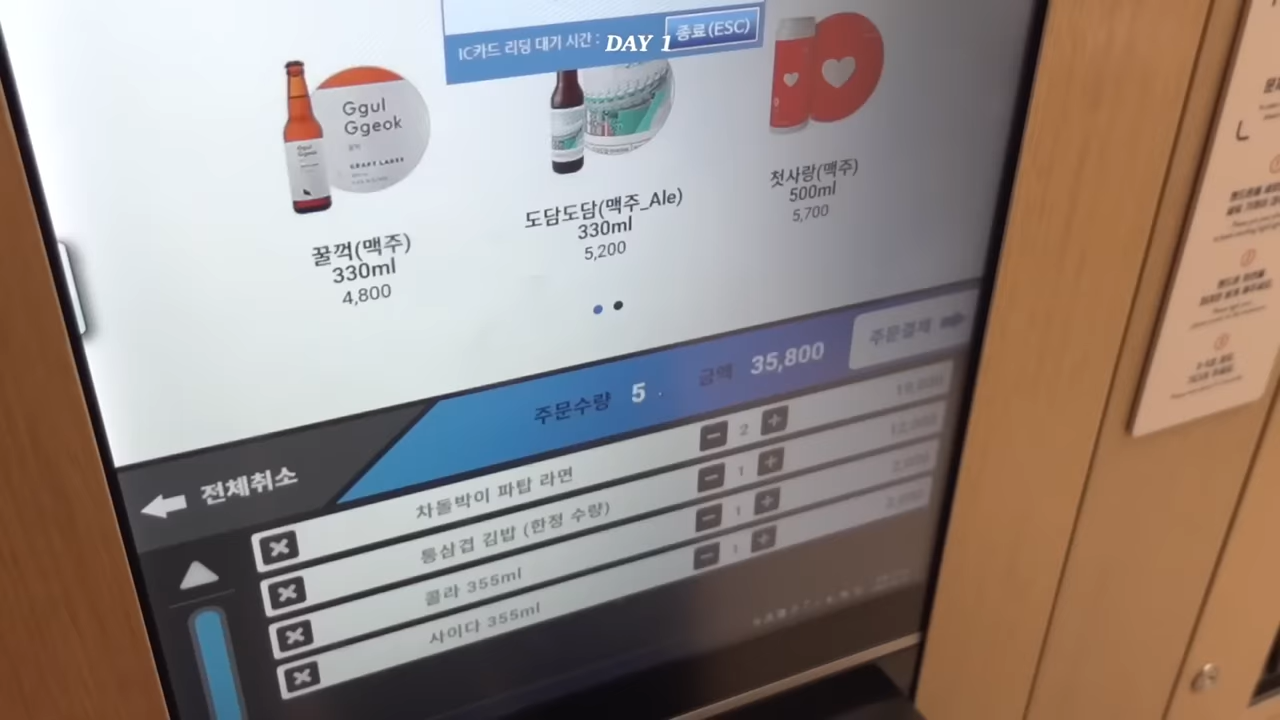 IC카드 리딩 대기 시간 :
종료(ESC)
DAY 1
Ggul
Ggeok
CRAFT LAGER
꿀꺽(맥주)
330ml
4,800
도담도담(맥주_Ale)
330ml
5,200
첫사랑(맥주)
500ml
5,700
전체취소
주문수량 5
금액 35,800
주문결제
차돌박이 파탑 라면 2
통삼겹 김밥 (한정 수량) 1
콜라 355ml 1
사이다 355ml 1